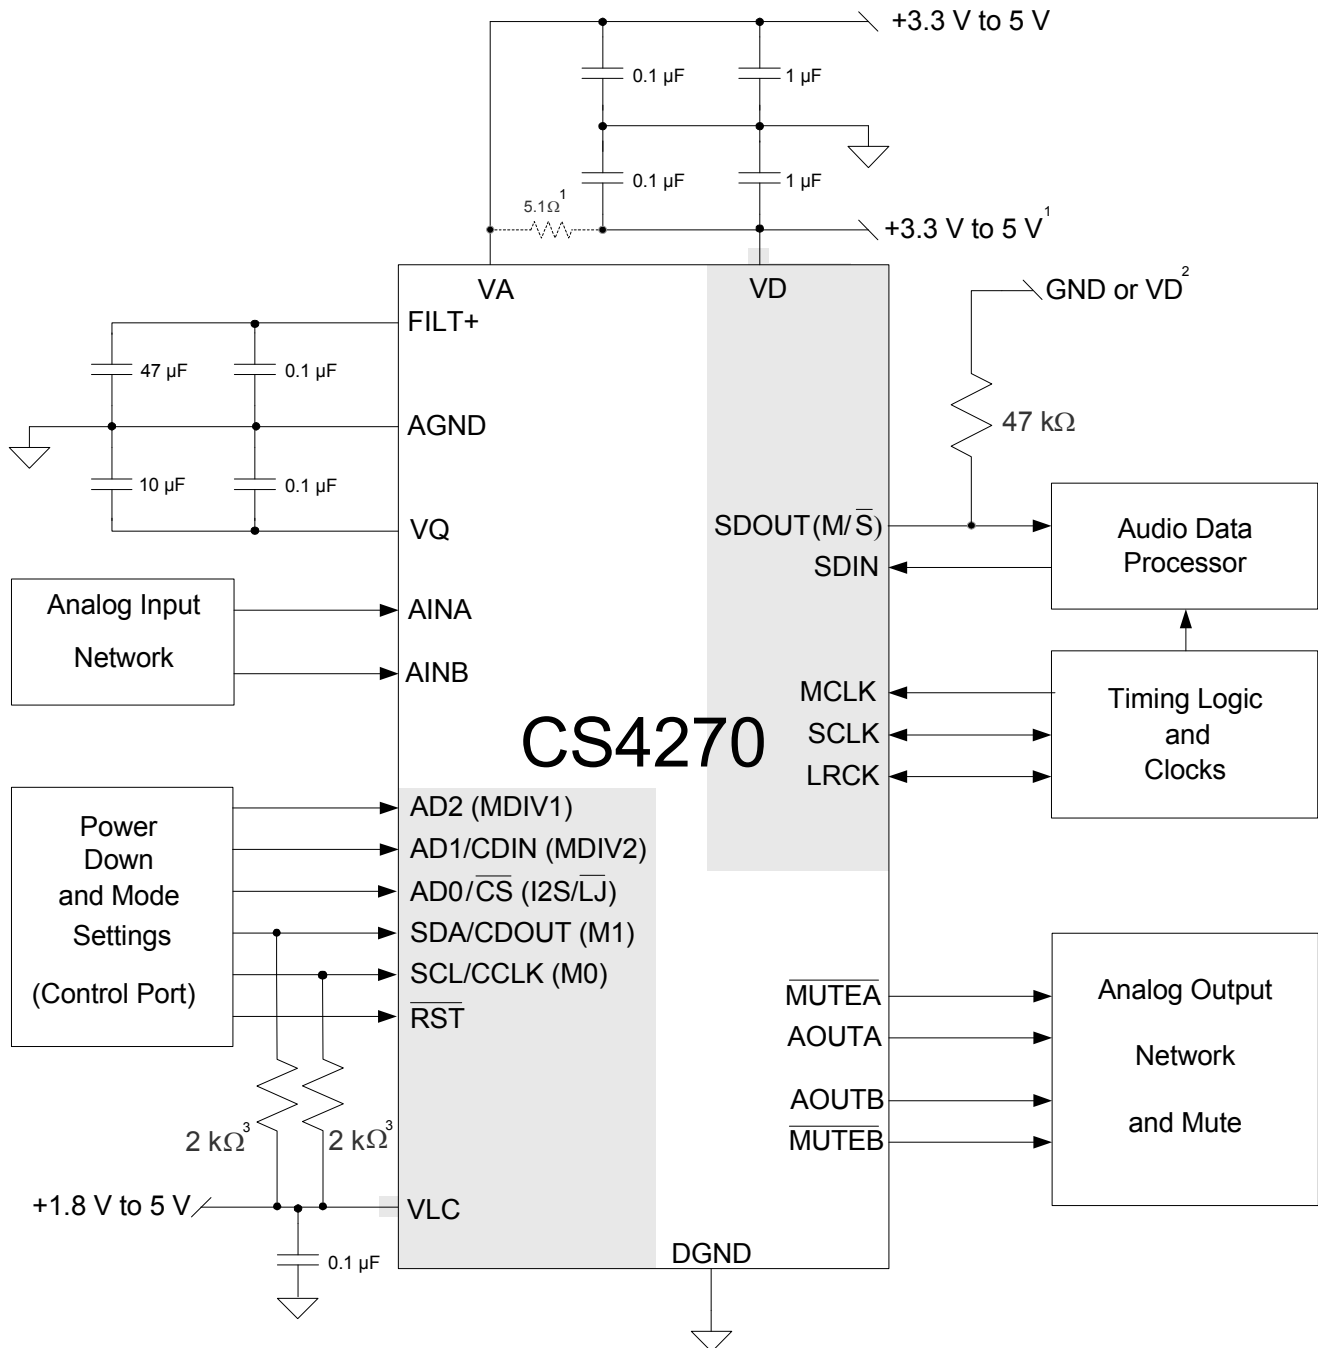 +3.3 V to 5 V
0.1 µF
1 µF
0.1 µF
1 µF
5.1Ω¹
+3.3 V to 5 V¹
VA
VD
GND or VD²
FILT+
47 µF
0.1 µF
47 kΩ
AGND
10 µF
0.1 µF
VQ
SDOUT(M/S̅)
SDIN
Audio Data
Processor
Analog Input
Network
AINA
AINB
MCLK
SCLK
LRCK
Timing Logic
and
Clocks
CS4270
Power
Down
and Mode
Settings
(Control Port)
AD2 (MDIV1)
AD1/CDIN (MDIV2)
AD0/C̅S̅ (I2S/L̅J̅)
SDA/CDOUT (M1)
SCL/CCLK (M0)
R̅S̅T̅
M̅U̅T̅E̅A̅
AOUTA
AOUTB
M̅U̅T̅E̅B̅
Analog Output
Network
and Mute
2 kΩ³
2 kΩ³
+1.8 V to 5 V
VLC
0.1 µF
DGND